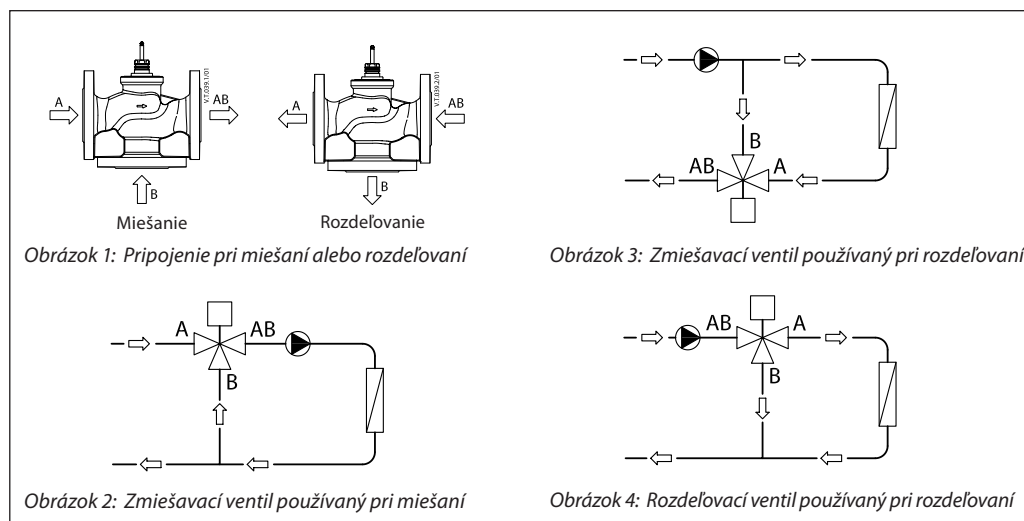 A
V.T.039.1/01
AB
B
Miešanie
A
V.T.039.2/01
AB
B
Rozdeľovanie
Obrázok 1: Pripojenie pri miešaní alebo rozdeľovaní
B
AB
A
Obrázok 3: Zmiešavací ventil používaný pri rozdeľovaní
A
AB
B
Obrázok 2: Zmiešavací ventil používaný pri miešaní
AB
A
B
Obrázok 4: Rozdeľovací ventil používaný pri rozdeľovaní